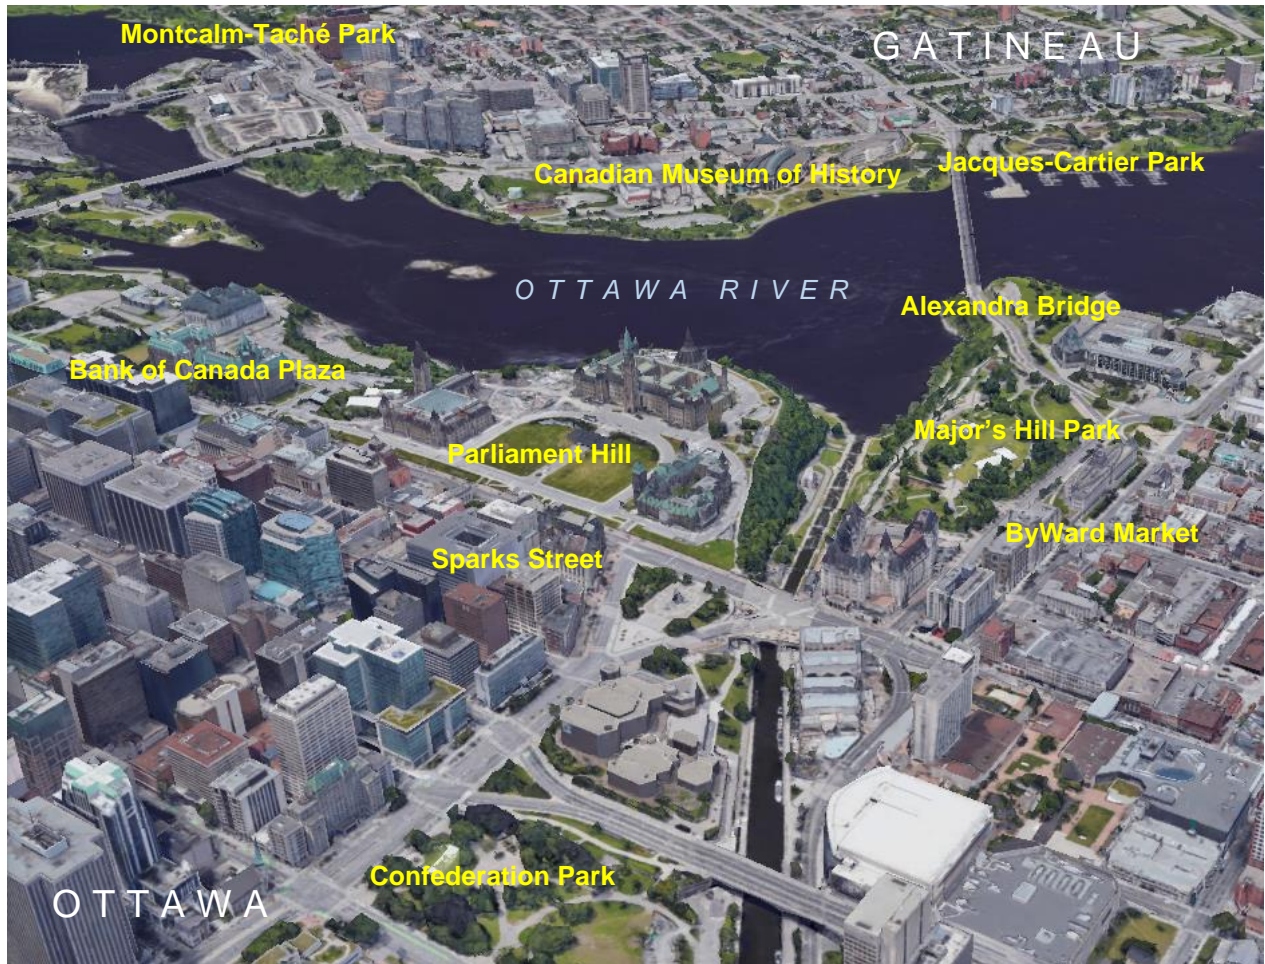 Montcalm-Taché Park
GATINEAU
Canadian Museum of History
Jacques-Cartier Park
OTTAWA RIVER
Alexandra Bridge
Bank of Canada Plaza
Major’s Hill Park
Parliament Hill
ByWard Market
Sparks Street
Confederation Park
OTTAWA